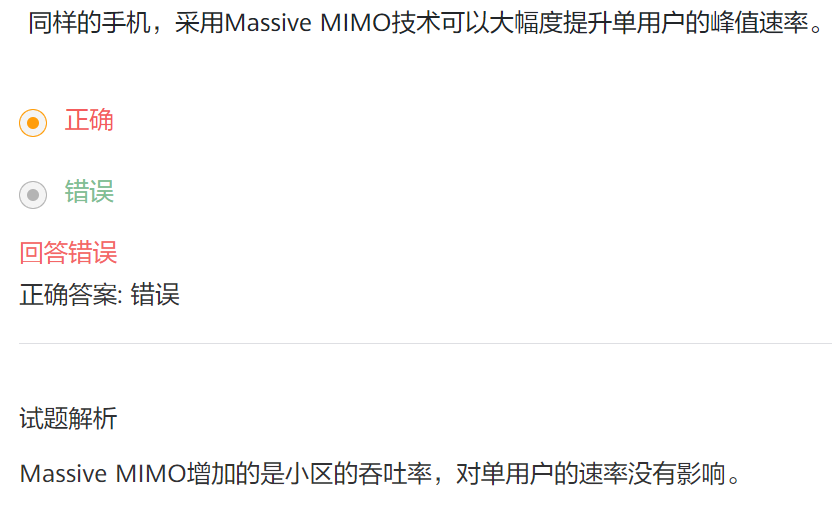 同样的手机，采用Massive MIMO技术可以大幅度提升单用户的峰值速率。
正确
错误
回答错误
正确答案: 错误
试题解析
Massive MIMO增加的是小区的吞吐率，对单用户的速率没有影响。